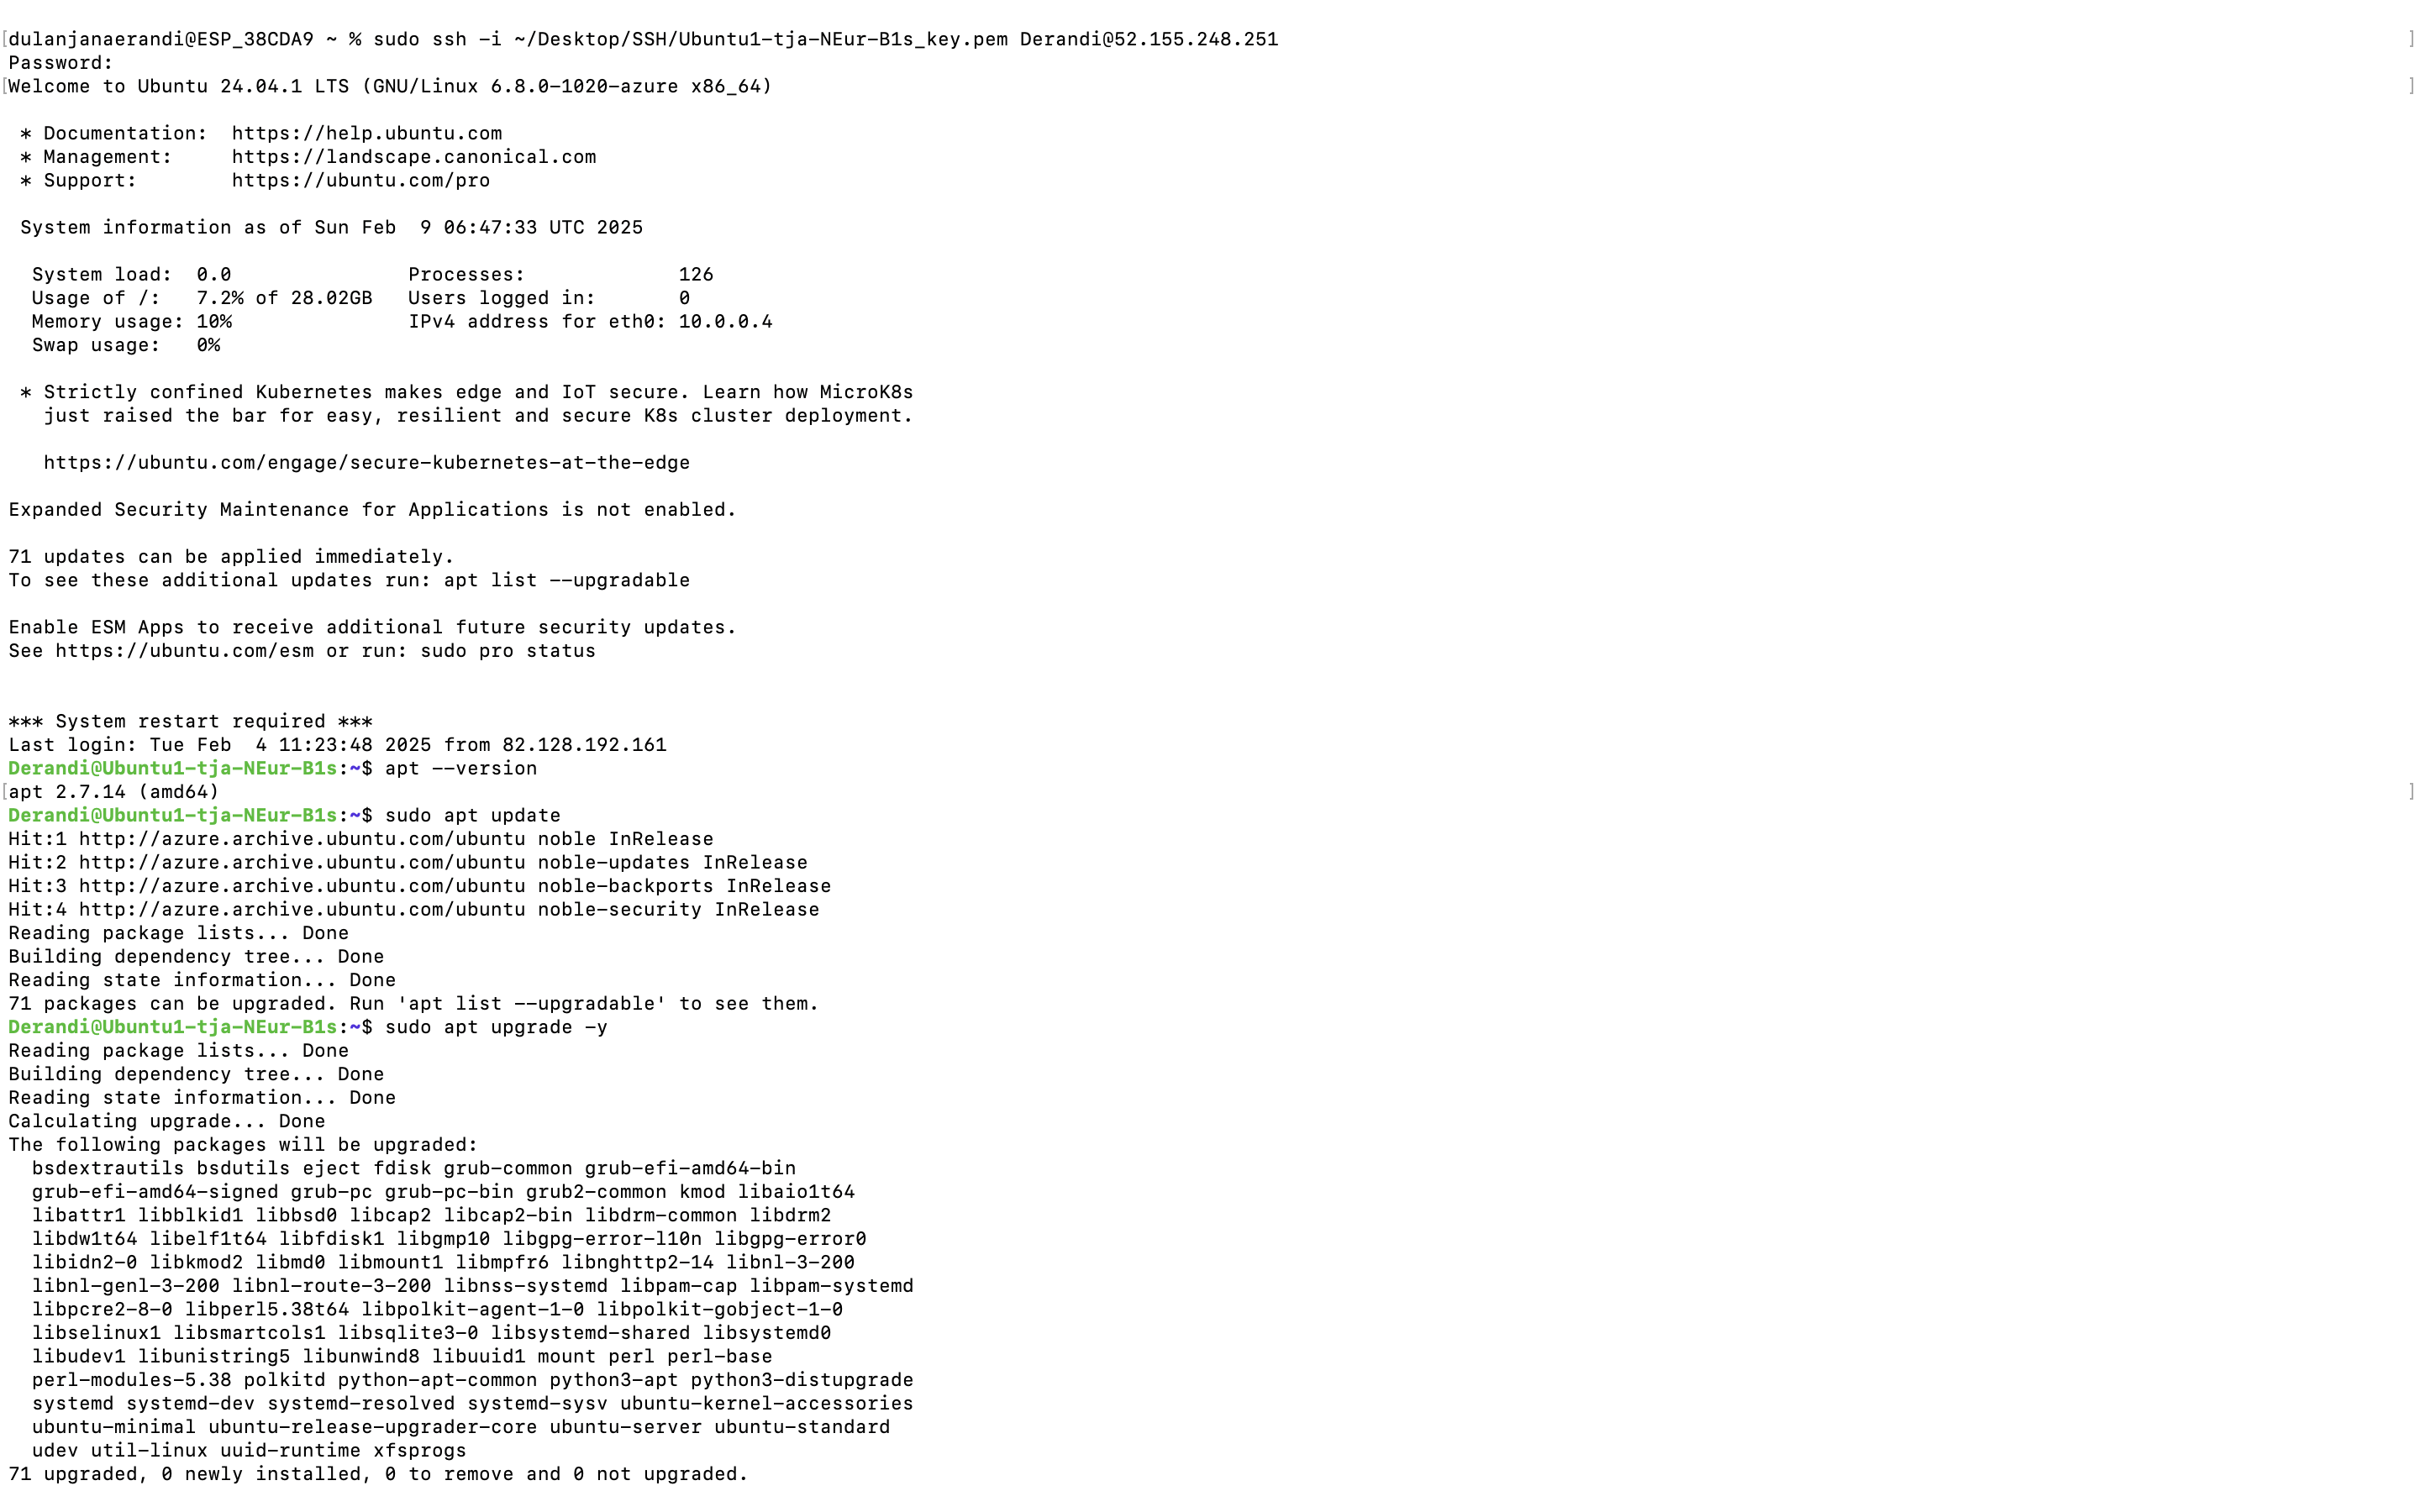 [dulanjanaerandi@ESP_38CDA9 ~ % sudo ssh -i ~/Desktop/SSH/Ubuntu1-tja-NEur-B1s_key.pem Derandi@52.155.248.251 ]
Password:
[Welcome to Ubuntu 24.04.1 LTS (GNU/Linux 6.8.0-1020-azure x86_64) ]
* Documentation:  https://help.ubuntu.com
* Management:     https://landscape.canonical.com
* Support:        https://ubuntu.com/pro
System information as of Sun Feb  9 06:47:33 UTC 2025
System load:  0.0               Processes:             126
Usage of /:   7.2% of 28.02GB   Users logged in:       0
Memory usage: 10%               IPv4 address for eth0: 10.0.0.4
Swap usage:   0%
* Strictly confined Kubernetes makes edge and IoT secure. Learn how MicroK8s
just raised the bar for easy, resilient and secure K8s cluster deployment.
https://ubuntu.com/engage/secure-kubernetes-at-the-edge
Expanded Security Maintenance for Applications is not enabled.
71 updates can be applied immediately.
To see these additional updates run: apt list --upgradable
Enable ESM Apps to receive additional future security updates.
See https://ubuntu.com/esm or run: sudo pro status
*** System restart required ***
Last login: Tue Feb  4 11:23:48 2025 from 82.128.192.161
Derandi@Ubuntu1-tja-NEur-B1s:~$ apt --version
[apt 2.7.14 (amd64) ]
Derandi@Ubuntu1-tja-NEur-B1s:~$ sudo apt update
Hit:1 http://azure.archive.ubuntu.com/ubuntu noble InRelease
Hit:2 http://azure.archive.ubuntu.com/ubuntu noble-updates InRelease
Hit:3 http://azure.archive.ubuntu.com/ubuntu noble-backports InRelease
Hit:4 http://azure.archive.ubuntu.com/ubuntu noble-security InRelease
Reading package lists... Done
Building dependency tree... Done
Reading state information... Done
71 packages can be upgraded. Run 'apt list --upgradable' to see them.
Derandi@Ubuntu1-tja-NEur-B1s:~$ sudo apt upgrade -y
Reading package lists... Done
Building dependency tree... Done
Reading state information... Done
Calculating upgrade... Done
The following packages will be upgraded:
bsdextrautils bsdutils eject fdisk grub-common grub-efi-amd64-bin
grub-efi-amd64-signed grub-pc grub-pc-bin grub2-common kmod libaio1t64
libattr1 libblkid1 libbsd0 libcap2 libcap2-bin libdrm-common libdrm2
libdw1t64 libelf1t64 libfdisk1 libgmp10 libgpg-error-l10n libgpg-error0
libidn2-0 libkmod2 libmd0 libmount1 libmpfr6 libnghttp2-14 libnl-3-200
libnl-genl-3-200 libnl-route-3-200 libnss-systemd libpam-cap libpam-systemd
libpcre2-8-0 libperl5.38t64 libpolkit-agent-1-0 libpolkit-gobject-1-0
libselinux1 libsmartcols1 libsqlite3-0 libsystemd-shared libsystemd0
libudev1 libunistring5 libunwind8 libuuid1 mount perl perl-base
perl-modules-5.38 polkitd python-apt-common python3-apt python3-distupgrade
systemd systemd-dev systemd-resolved systemd-sysv ubuntu-kernel-accessories
ubuntu-minimal ubuntu-release-upgrader-core ubuntu-server ubuntu-standard
udev util-linux uuid-runtime xfsprogs
71 upgraded, 0 newly installed, 0 to remove and 0 not upgraded.